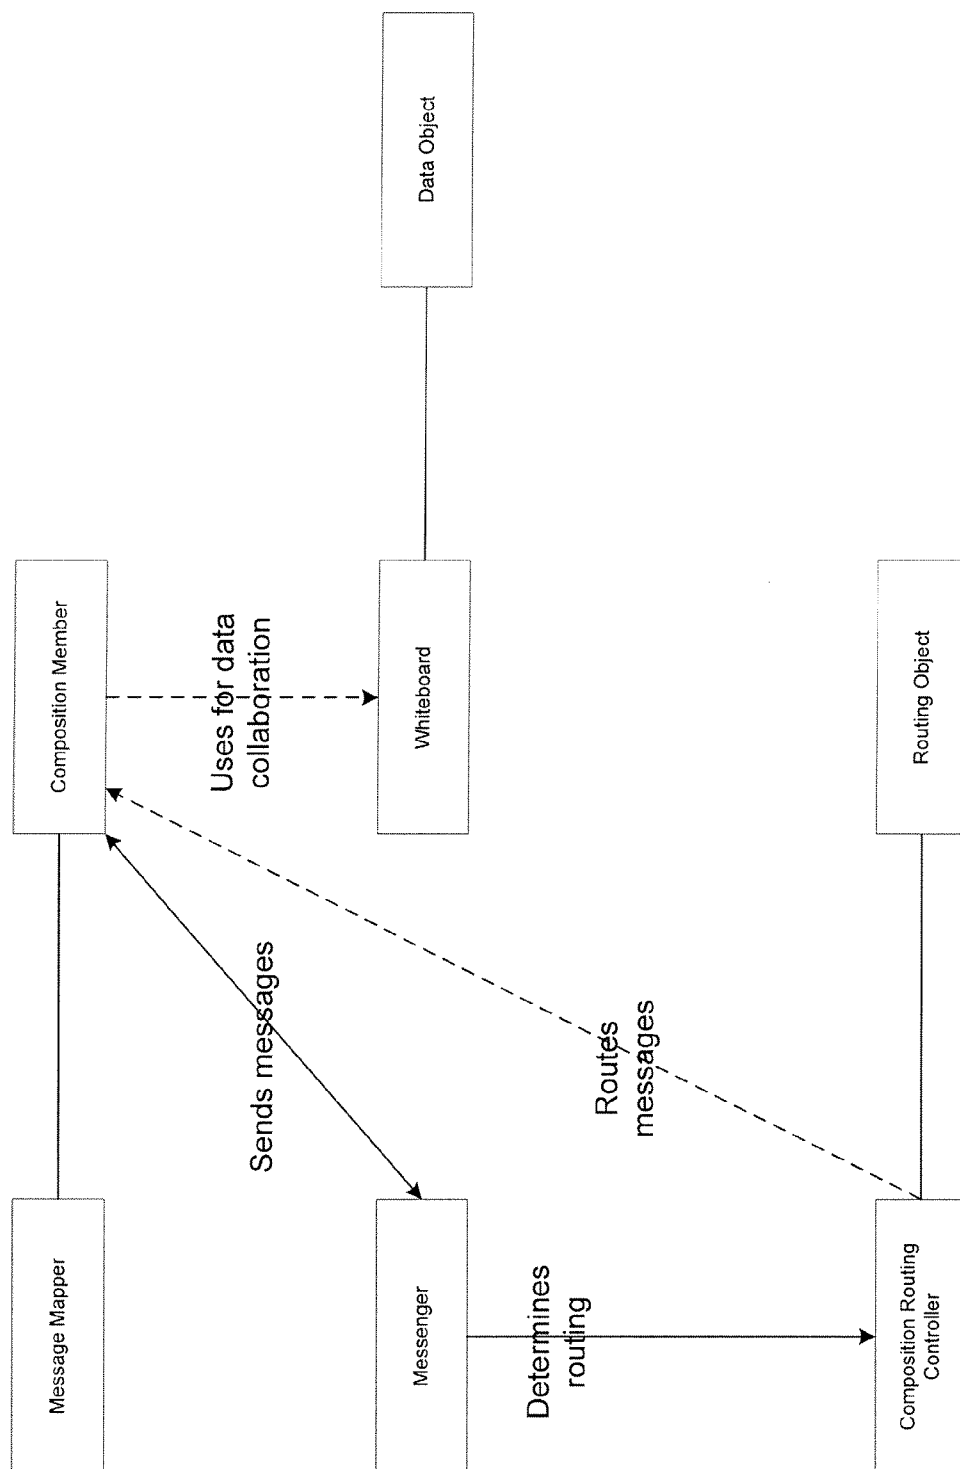 Message Mapper
Composition Member
Sends messages
Uses for data
collaboration
Messenger
Whiteboard
Data Object
Determines
routing
Routes
messages
Composition Routing
Controller
Routing Object